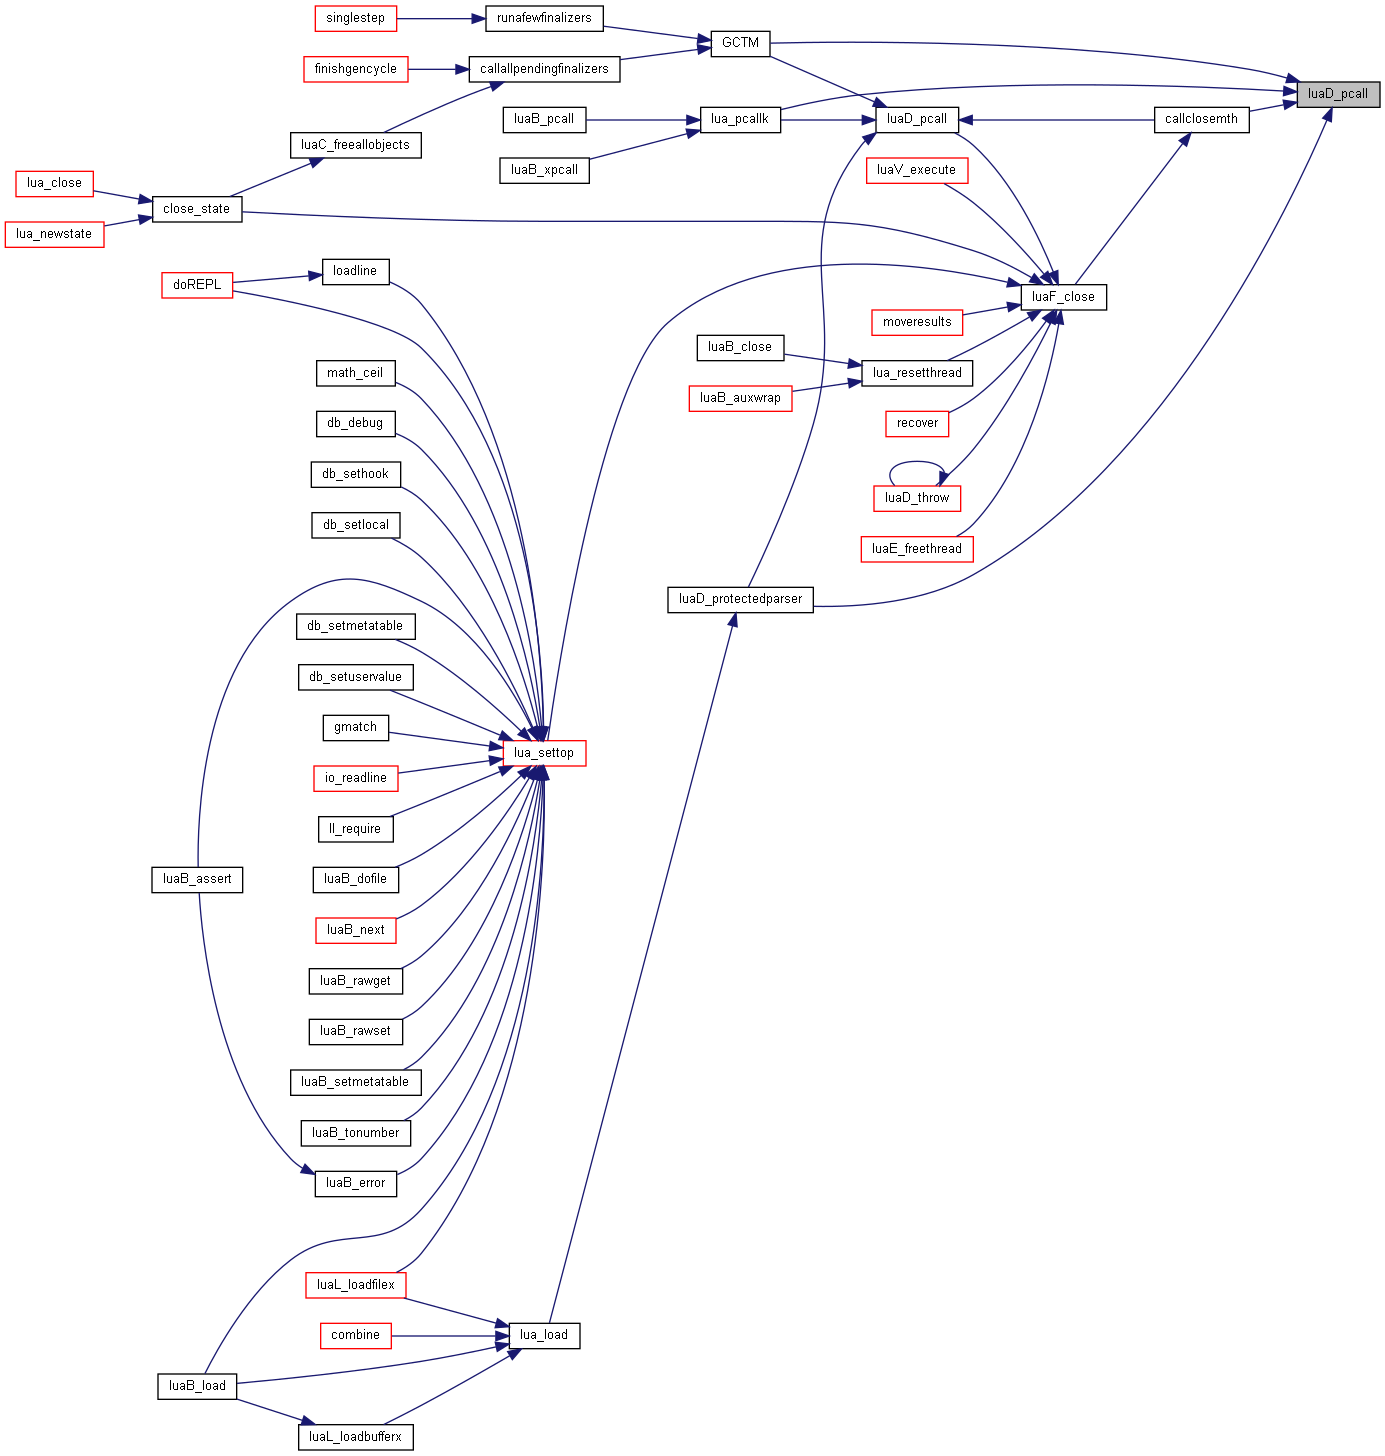 singlestep
runafewfinalizers
GCTM
finishgencycle
callallpendingfinalizers
luaD_pcall
luaB_pcall
lua_pcallk
luaD_pcall
callclosemth
luaC_freeallobjects
luaB_xpcall
luaV_execute
lua_close
close_state
lua_newstate
loadline
doREPL
luaF_close
moveresults
luaB_close
math_ceil
lua_resetthread
luaB_auxwrap
db_debug
recover
db_sethook
luaD_throw
db_setlocal
luaE_freethread
luaD_protectedparser
db_setmetatable
db_setuservalue
gmatch
lua_settop
io_readline
ll_require
luaB_assert
luaB_dofile
luaB_next
luaB_rawget
luaB_rawset
luaB_setmetatable
luaB_tonumber
luaB_error
luaL_loadfilex
combine
lua_load
luaB_load
luaL_loadbufferx